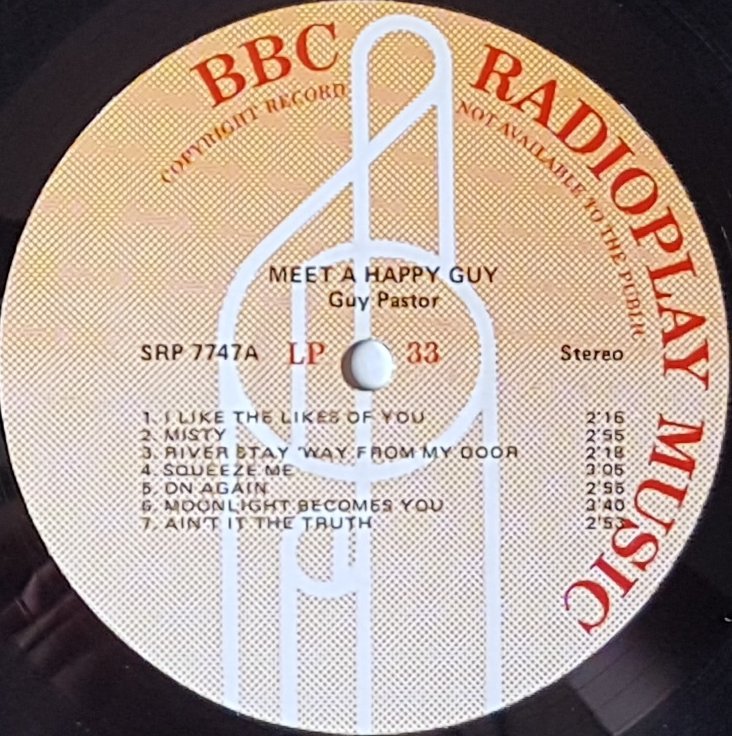 BBC RADIOPLAY MUSIC
COPYRIGHT RECORD NOT AVAILABLE TO THE PUBLIC
MEET A HAPPY GUY
Guy Pastor
SRP 7747A LP 33 Stereo
1. I LIKE THE LIKES OF YOU 2'16
2. MISTY 2'55
3. RIVER STAY 'WAY FROM MY DOOR 2'18
4. SQUEEZE ME 3'05
5. ON AGAIN 2'55
6. MOONLIGHT BECOMES YOU 3'40
7. AIN'T IT THE TRUTH 2'53